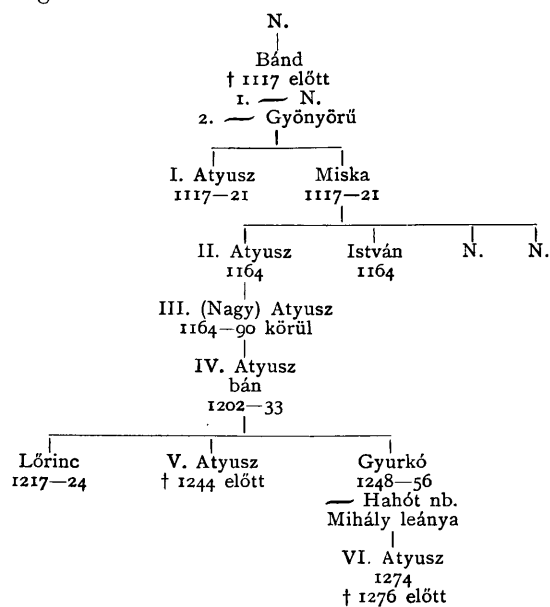 N.
Bánd
† 1117 előtt
1. — N.
2. — Gyönyörű
I. Atyusz Miska
1117—21 1117—21
II. Atyusz István N. N.
1164 1164
III. (Nagy) Atyusz
1164—90 körül
IV. Atyusz
bán
1202—33
Lőrinc V. Atyusz Gyurkó
1217—24 † 1244 előtt 1248—56
— Hahót nb.
Mihály leánya
VI. Atyusz
1274
† 1276 előtt